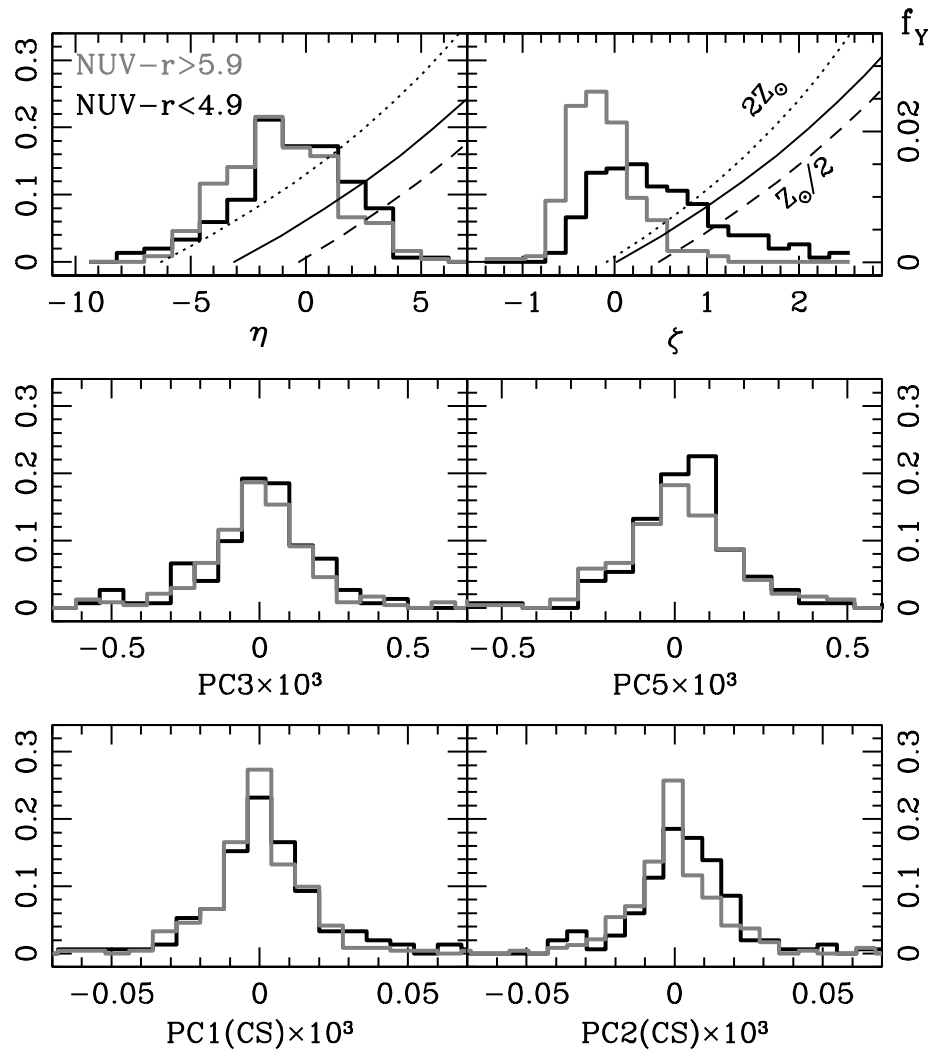 f_Y
NUV−r>5.9
NUV−r<4.9
2Z⊙
Z⊙/2
0.3
0.2
0.1
0
0.02
0
−10 −5 0 5
−1 0 1 2
η
ζ
0.3 0.3
0.2 0.2
0.1 0.1
0 0
−0.5 0 0.5
−0.5 0 0.5
PC3×10³
PC5×10³
0.3 0.3
0.2 0.2
0.1 0.1
0 0
−0.05 0 0.05
−0.05 0 0.05
PC1(CS)×10³
PC2(CS)×10³